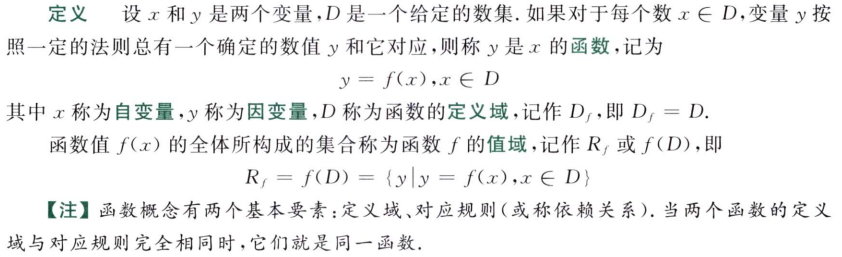 定义 设 x 和 y 是两个变量,D 是一个给定的数集.如果对于每个数 x ∈ D,变量 y 按
照一定的法则总有一个确定的数值 y 和它对应,则称 y 是 x 的函数,记为
y = f(x),x ∈ D
其中 x 称为自变量,y 称为因变量,D 称为函数的定义域,记作 D_f,即 D_f = D.
函数值 f(x) 的全体所构成的集合称为函数 f 的值域,记作 R_f 或 f(D),即
R_f = f(D) = {y|y = f(x),x ∈ D}
【注】函数概念有两个基本要素:定义域、对应规则(或称依赖关系).当两个函数的定义
域与对应规则完全相同时,它们就是同一函数.